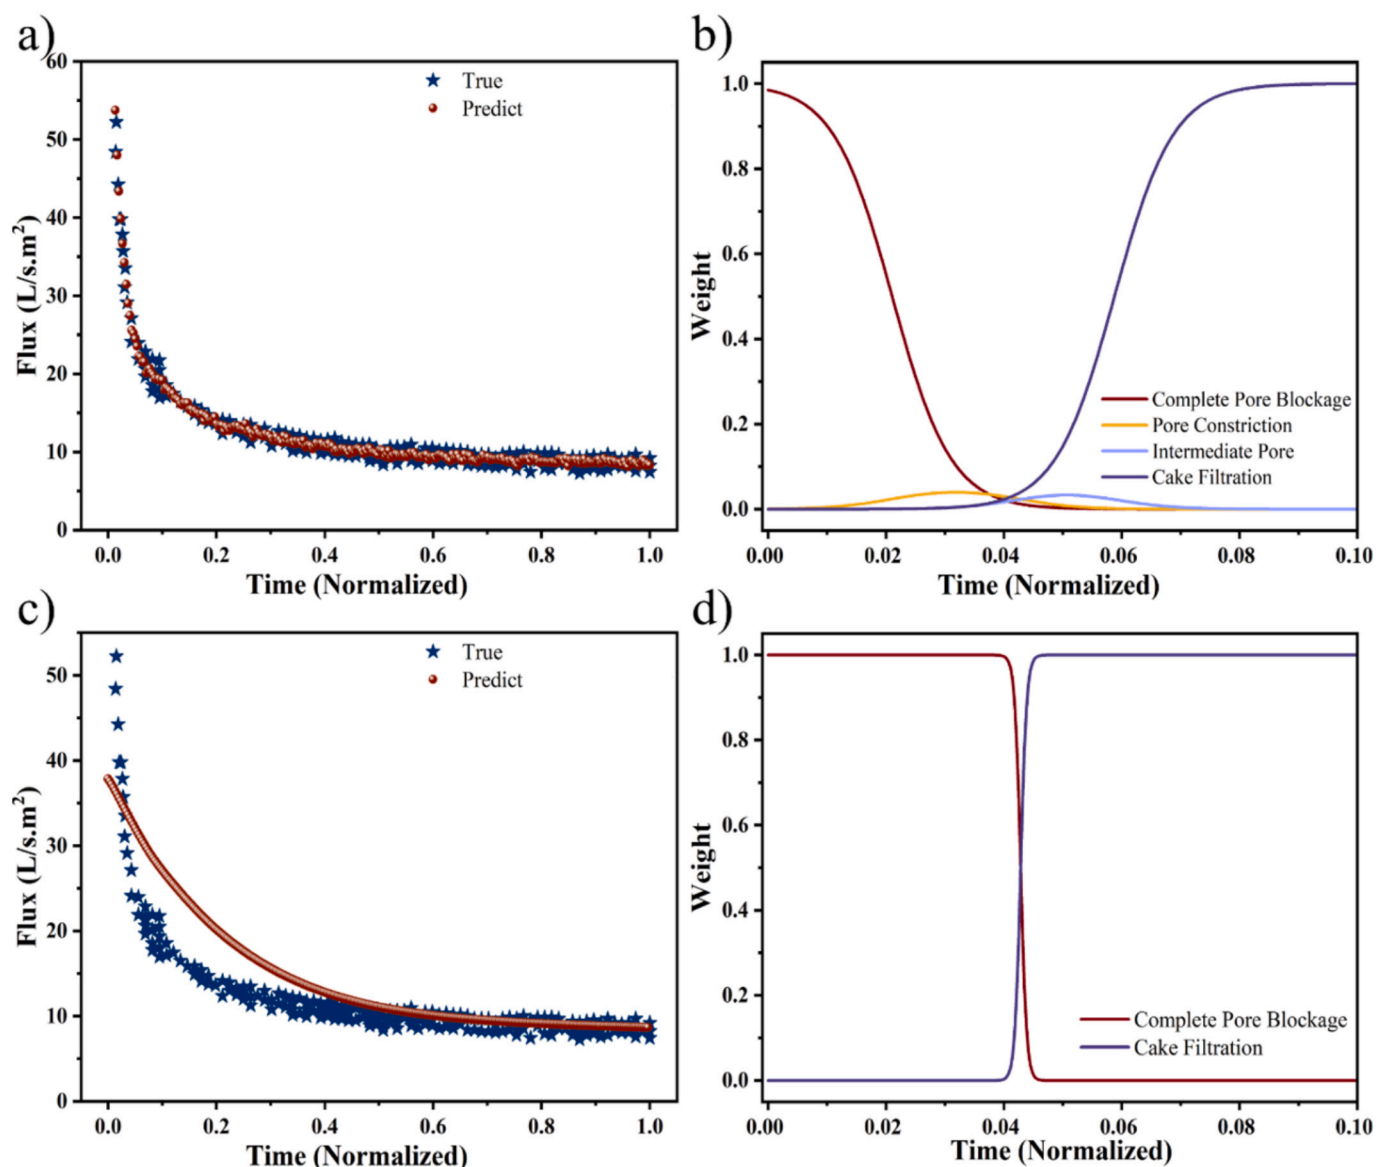 a)
60
50
40
30
20
10
0
Flux (L/s.m²)
True
Predict
0.0 0.2 0.4 0.6 0.8 1.0
Time (Normalized)
b)
1.0
0.8
0.6
0.4
0.2
0.0
Weight
Complete Pore Blockage
Pore Constriction
Intermediate Pore
Cake Filtration
0.00 0.02 0.04 0.06 0.08 0.10
Time (Normalized)
c)
50
40
30
20
10
0
Flux (L/s.m²)
True
Predict
0.0 0.2 0.4 0.6 0.8 1.0
Time (Normalized)
d)
1.0
0.8
0.6
0.4
0.2
0.0
Weight
Complete Pore Blockage
Cake Filtration
0.00 0.02 0.04 0.06 0.08 0.10
Time (Normalized)